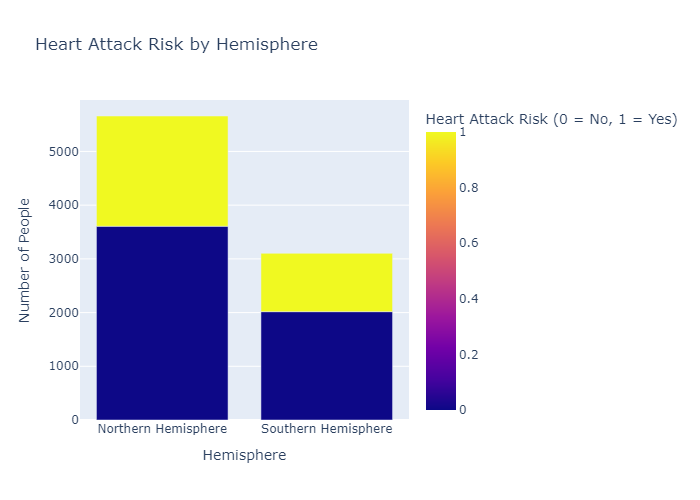 Heart Attack Risk by Hemisphere
Heart Attack Risk (0 = No, 1 = Yes)
1
0.8
0.6
0.4
0.2
0
Number of People
5000
4000
3000
2000
1000
0
Northern Hemisphere
Southern Hemisphere
Hemisphere